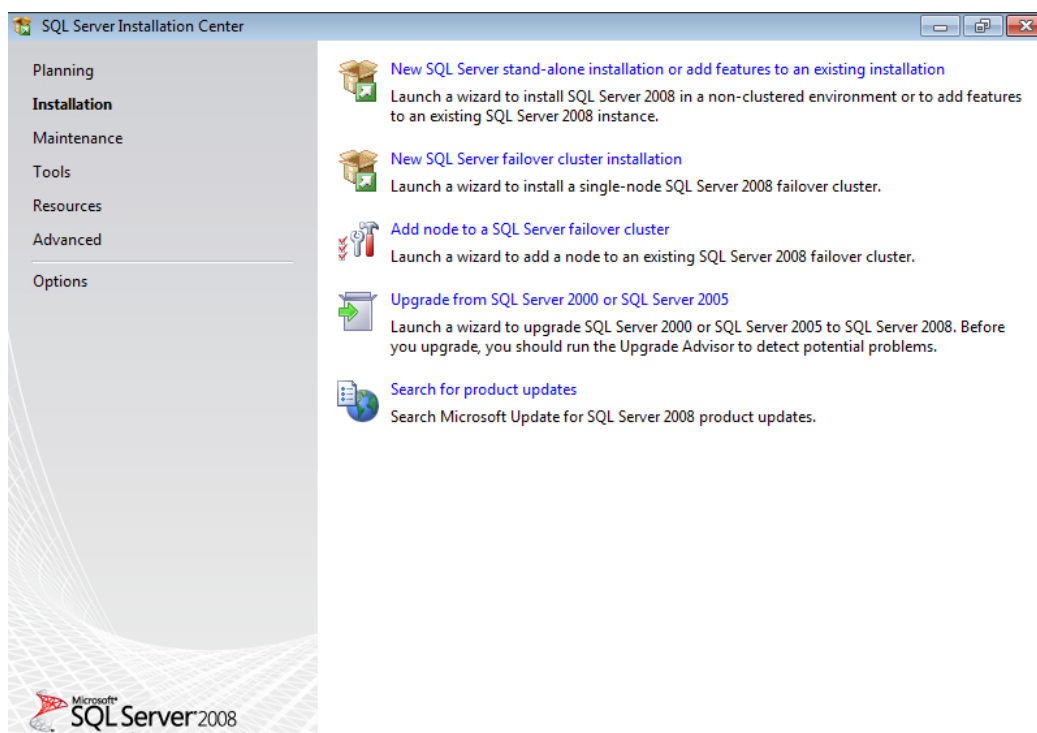 SQL Server Installation Center
Planning
Installation
Maintenance
Tools
Resources
Advanced
Options
New SQL Server stand-alone installation or add features to an existing installation
Launch a wizard to install SQL Server 2008 in a non-clustered environment or to add features
to an existing SQL Server 2008 instance.
New SQL Server failover cluster installation
Launch a wizard to install a single-node SQL Server 2008 failover cluster.
Add node to a SQL Server failover cluster
Launch a wizard to add a node to an existing SQL Server 2008 failover cluster.
Upgrade from SQL Server 2000 or SQL Server 2005
Launch a wizard to upgrade SQL Server 2000 or SQL Server 2005 to SQL Server 2008. Before
you upgrade, you should run the Upgrade Advisor to detect potential problems.
Search for product updates
Search Microsoft Update for SQL Server 2008 product updates.
Microsoft
SQL Server 2008